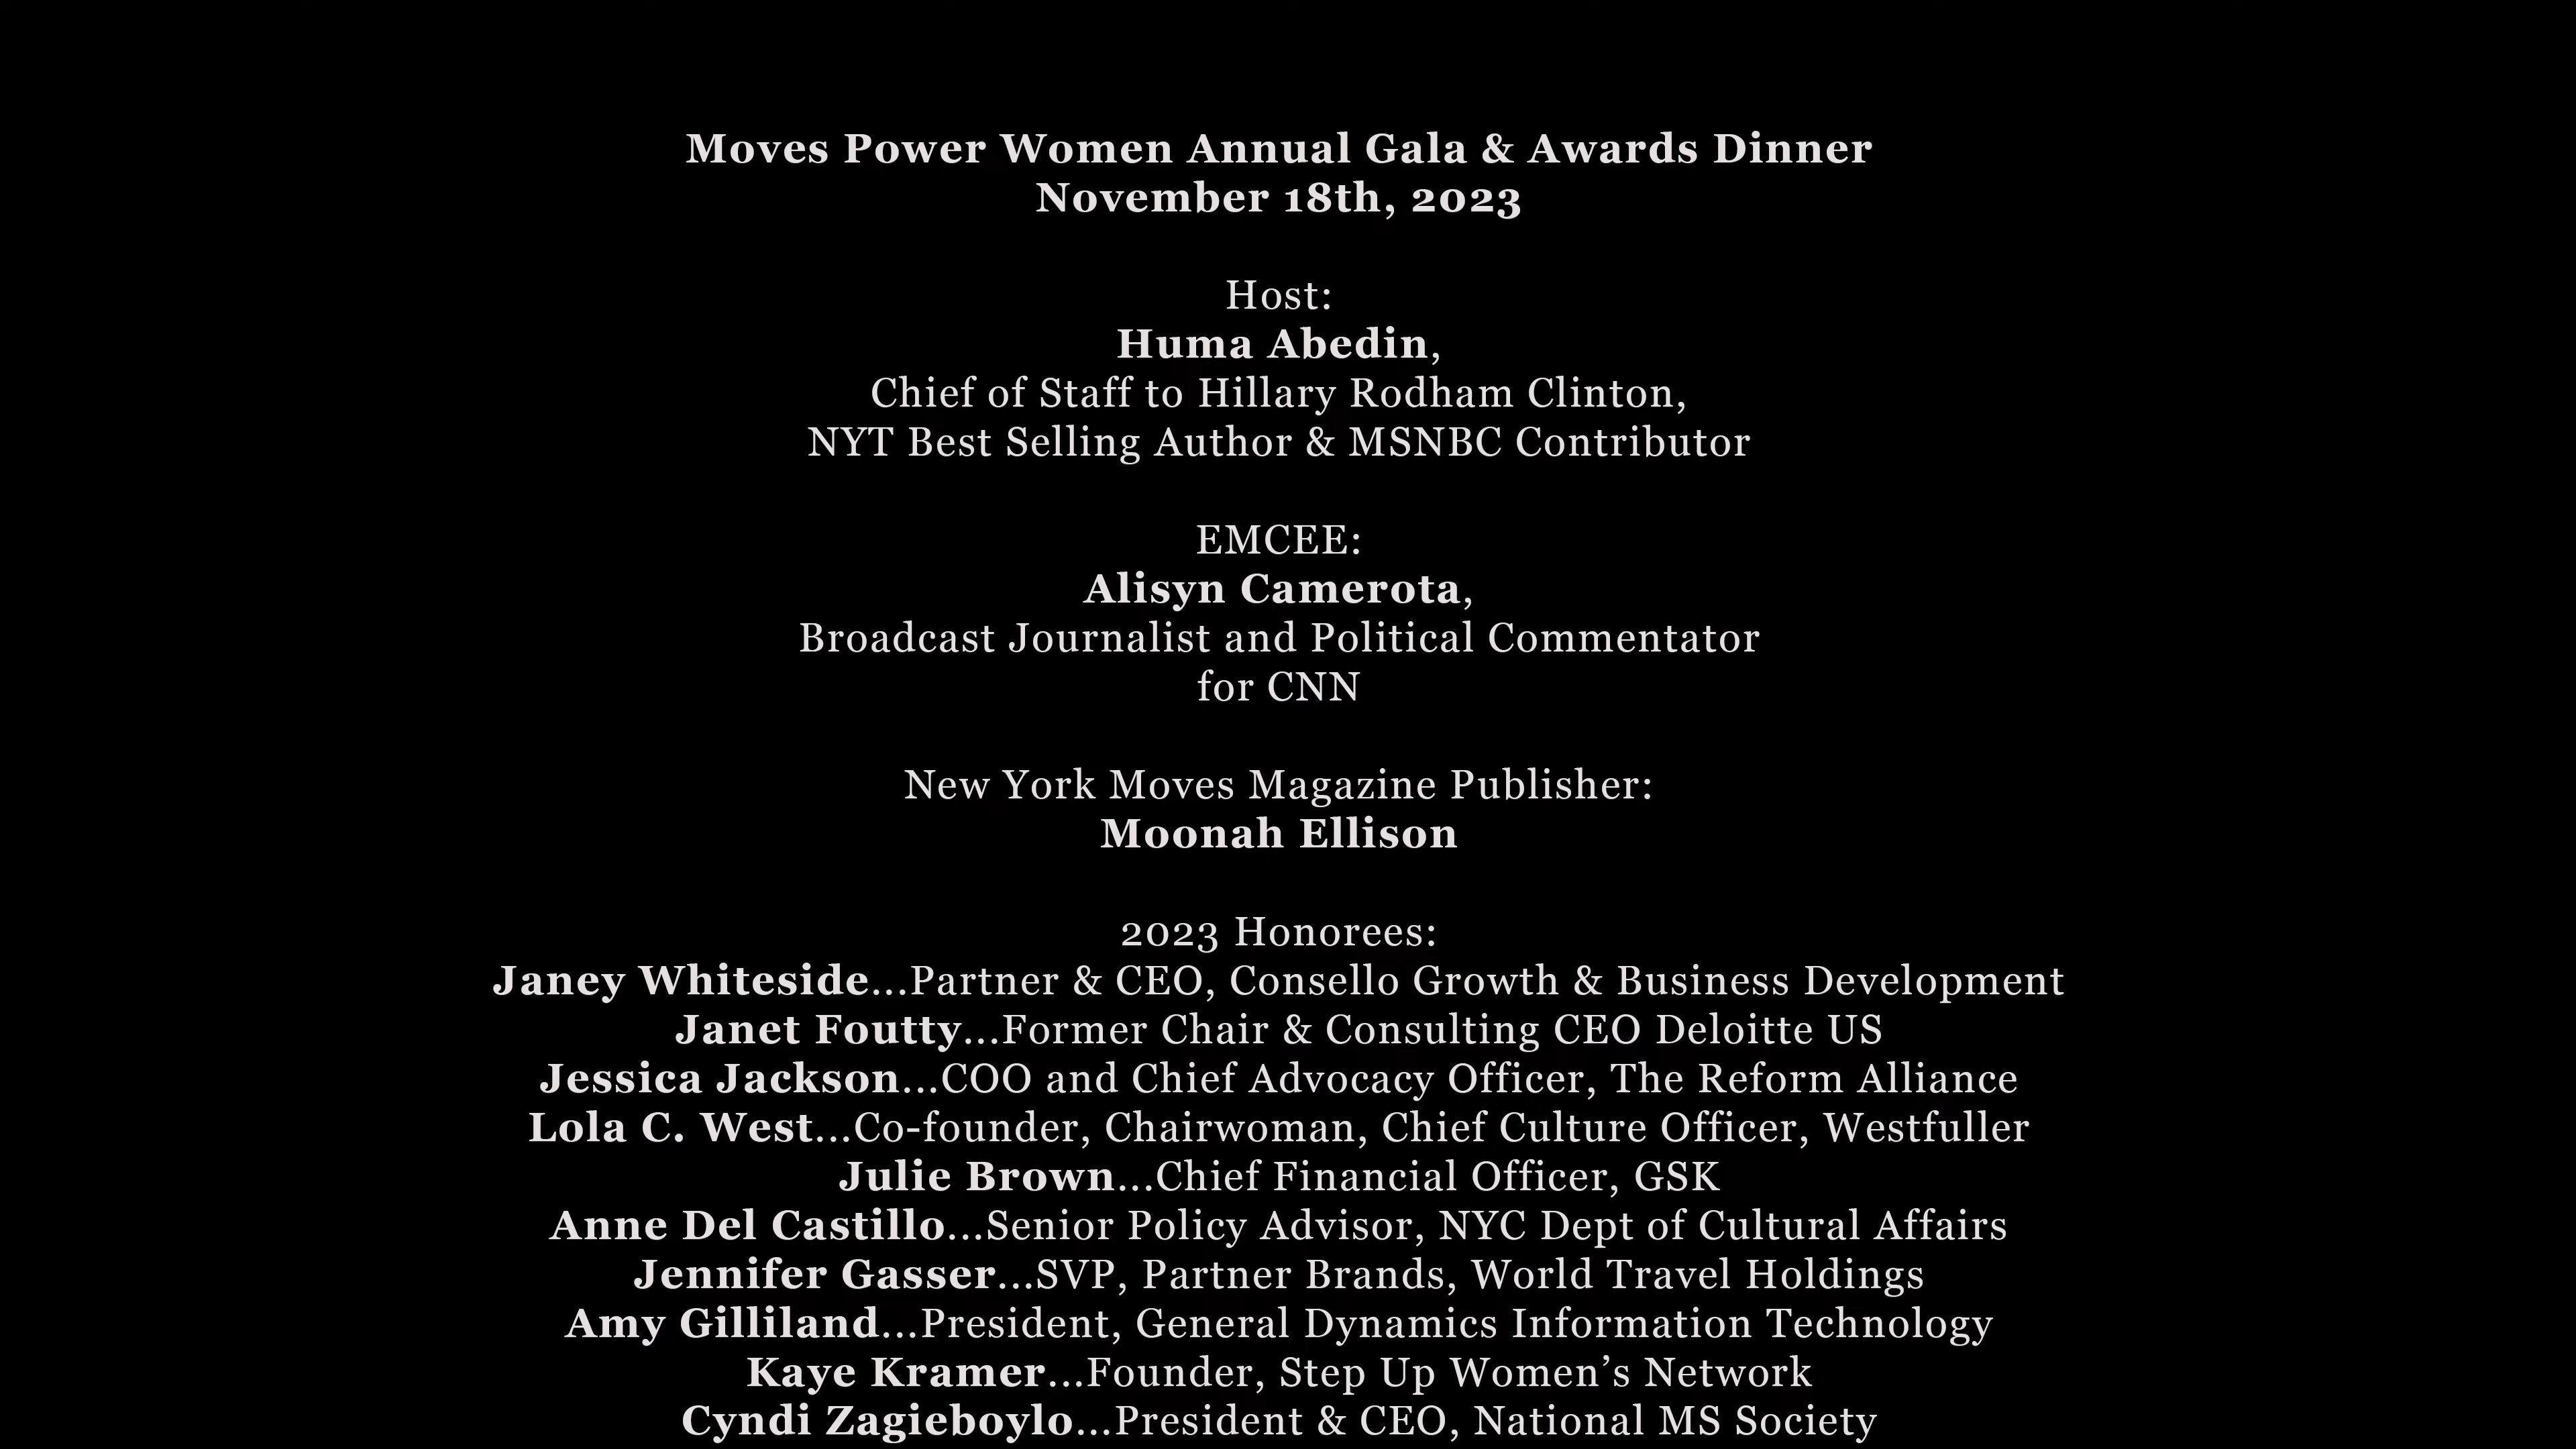 Moves Power Women Annual Gala & Awards Dinner
November 18th, 2023
Host:
Huma Abedin,
Chief of Staff to Hillary Rodham Clinton,
NYT Best Selling Author & MSNBC Contributor
EMCEE:
Alisyn Camerota,
Broadcast Journalist and Political Commentator
for CNN
New York Moves Magazine Publisher:
Moonah Ellison
2023 Honorees:
Janey Whiteside...Partner & CEO, Consello Growth & Business Development
Janet Foutty...Former Chair & Consulting CEO Deloitte US
Jessica Jackson...COO and Chief Advocacy Officer, The Reform Alliance
Lola C. West...Co-founder, Chairwoman, Chief Culture Officer, Westfuller
Julie Brown...Chief Financial Officer, GSK
Anne Del Castillo...Senior Policy Advisor, NYC Dept of Cultural Affairs
Jennifer Gasser...SVP, Partner Brands, World Travel Holdings
Amy Gilliland...President, General Dynamics Information Technology
Kaye Kramer...Founder, Step Up Women’s Network
Cyndi Zagieboylo...President & CEO, National MS Society